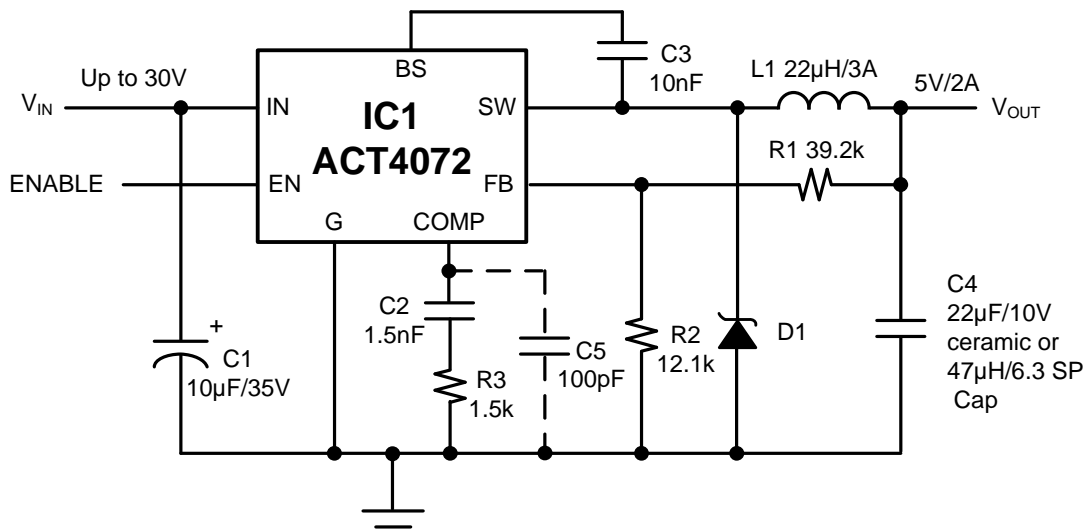 Up to 30V
V_IN
ENABLE
IN
EN
BS
IC1
ACT4072
SW
FB
G
COMP
C3
10nF
L1 22µH/3A
5V/2A
V_OUT
R1 39.2k
+
C1
10µF/35V
C2
1.5nF
R3
1.5k
C5
100pF
R2
12.1k
D1
C4
22µF/10V
ceramic or
47µH/6.3 SP
Cap